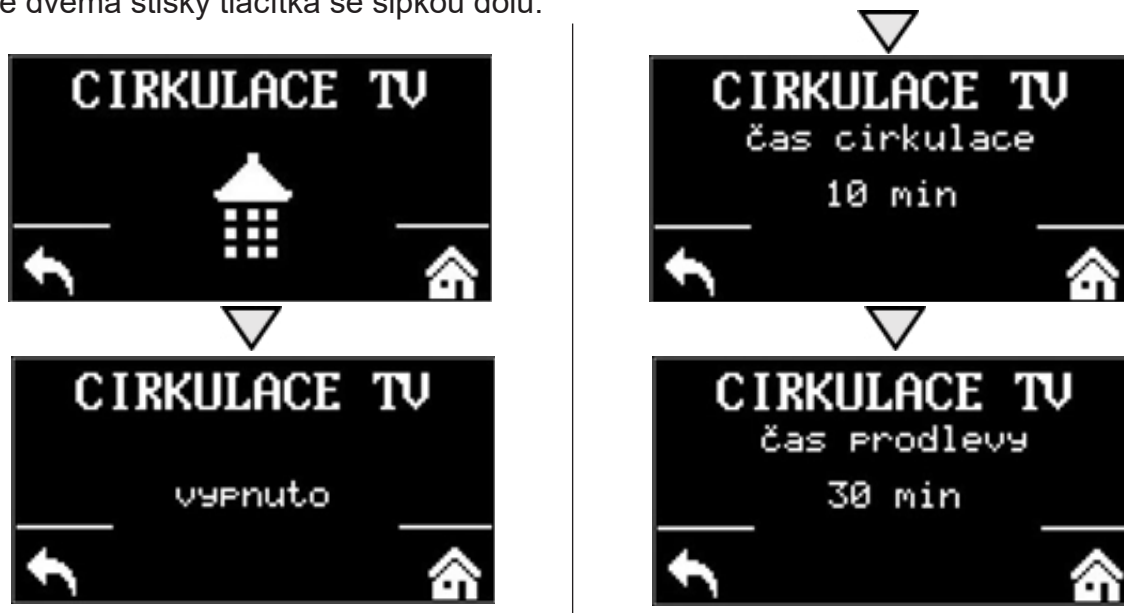 e dvěma stisky tlačítka se šipkou dolů.
CIRKULACE TV
CIRKULACE TV
vypnuto
CIRKULACE TV
čas cirkulace
10 min
CIRKULACE TV
čas prodlevy
30 min